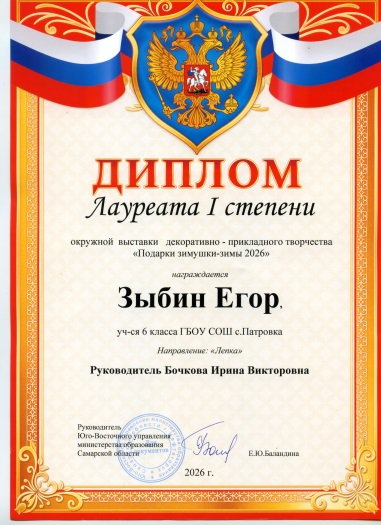 ДИПЛОМ
Лауреата I степени
окружной выставки декоративно - прикладного творчества
«Подарки зимушки-зимы 2026»
награждается
Зыбин Егор,
уч-ся 6 класса ГБОУ СОШ с.Патровка
Направление: «Лепка»
Руководитель Бочкова Ирина Викторовна
Руководитель
Юго-Восточного управления
министерства образования
Самарской области
Е.Ю.Баландина
2026 г.